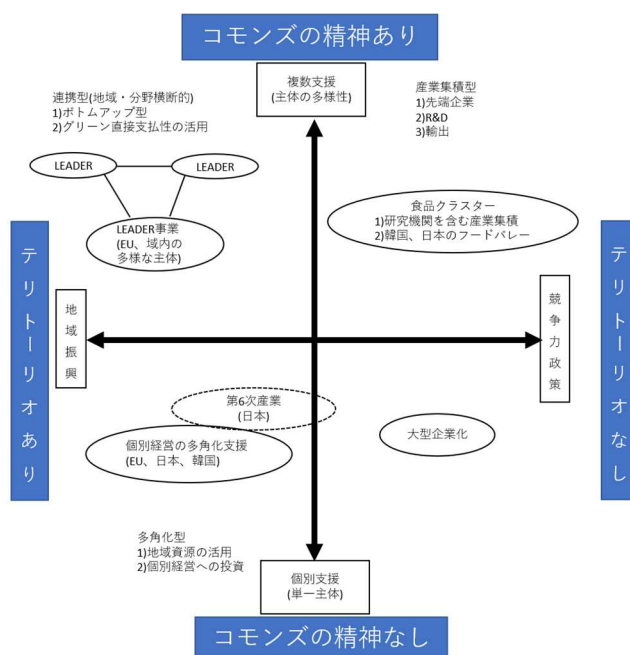 コモンズの精神あり
複数支援
(主体の多様性)
連携型(地域・分野横断的)
1)ボトムアップ型
2)グリーン直接支払性の活用
産業集積型
1)先端企業
2)R&D
3)輸出
LEADER
LEADER
LEADER事業
(EU、域内の
多様な主体)
食品クラスター
1)研究機関を含む産業集積
2)韓国、日本のフードバレー
テリトーリオあり
地域振興
競争力政策
テリトーリオなし
第6次産業
(日本)
個別経営の多角化支援
(EU、日本、韓国)
大型企業化
多角化型
1)地域資源の活用
2)個別経営への投資
個別支援
(単一主体)
コモンズの精神なし